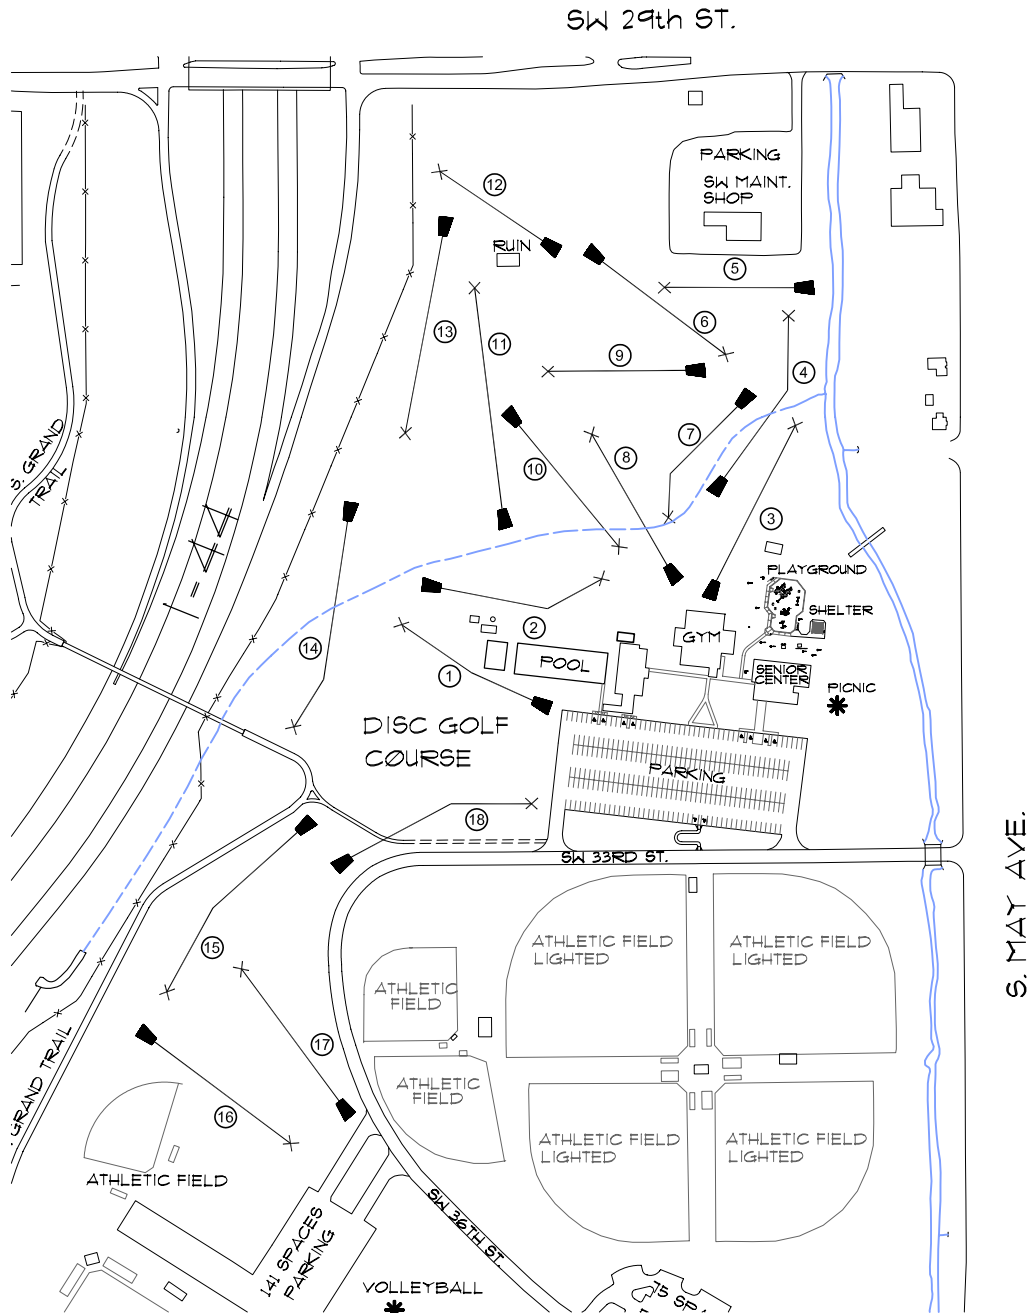 SW 29th ST.
PARKING
SW MAINT.
SHOP
12
RUIN
5
13
11
6
9
4
7
8
10
3
S. GRAND
TRAIL
I-44
PLAYGROUND
SHELTER
2
GYM
14
1
POOL
SENIOR
CENTER
PICNIC
DISC GOLF
COURSE
PARKING
18
SW 33RD ST.
S. MAY AVE.
15
ATHLETIC FIELD
LIGHTED
ATHLETIC FIELD
LIGHTED
ATHLETIC
FIELD
17
GRAND TRAIL
ATHLETIC
FIELD
16
ATHLETIC FIELD
LIGHTED
ATHLETIC FIELD
LIGHTED
ATHLETIC FIELD
SW 36TH ST.
141 SPACES
PARKING
VOLLEYBALL
75 SPA